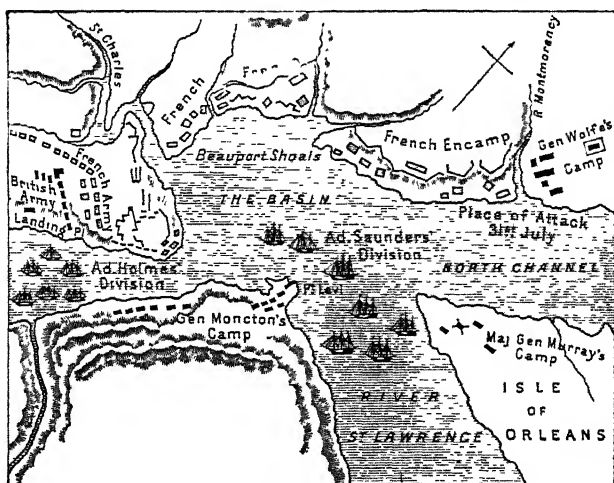 St Charles
French
R. Montmorency
French Encamp
Gen Wolfe's
Camp
Beauport Shoals
THE BASIN
French Army
British
Army
Landing Pl
Place of Attack
31st July
Ad. Saunders'
Division
NORTH CHANNEL
Ad. Holmes'
Division
Pt Levi
Gen Moncton's
Camp
Maj Gen Murray's
Camp
RIVER
ST LAWRENCE
ISLE
OF
ORLEANS